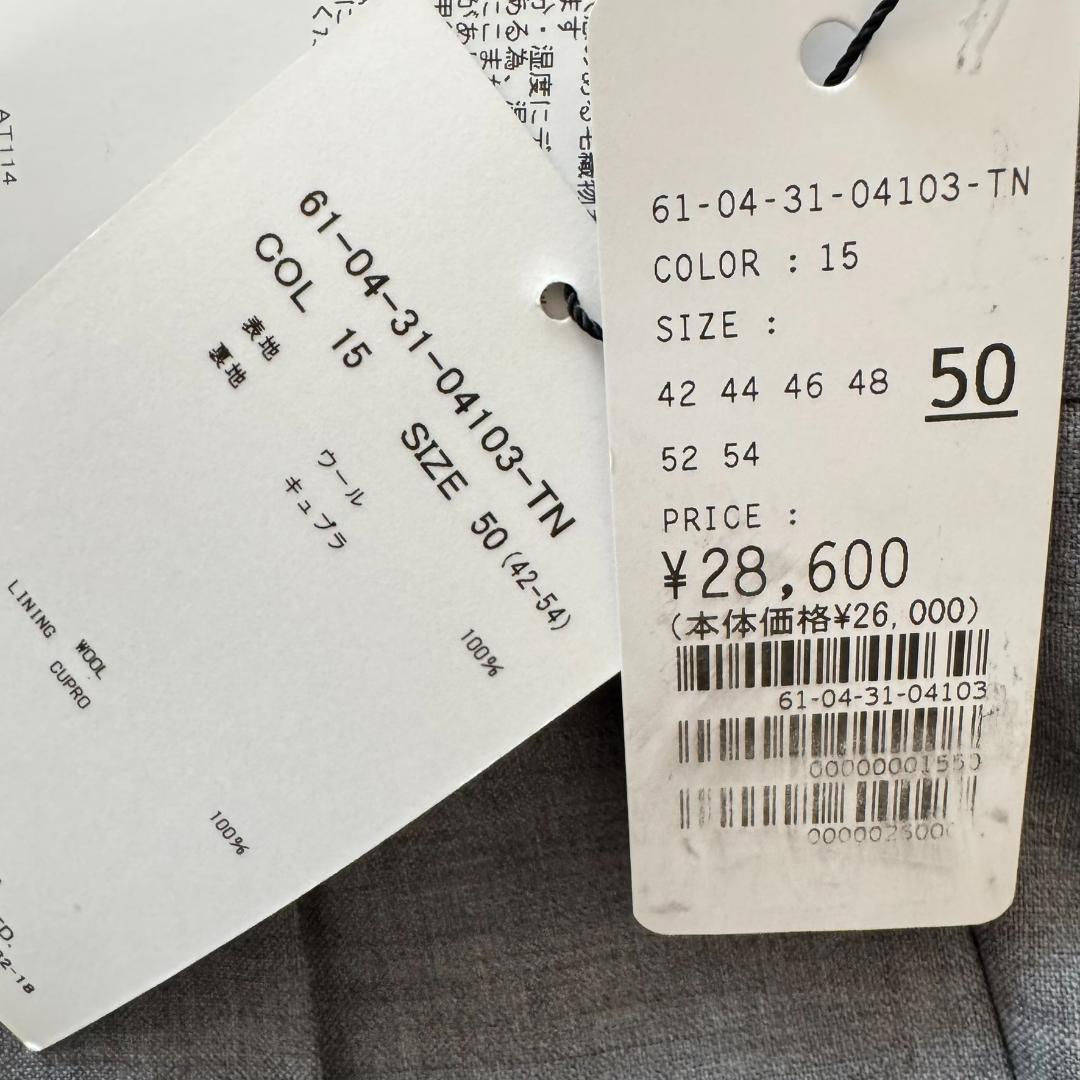 AT114
61-04-31-04103-TN
COL 15 SIZE 50 (42-54)
表地 ウール 100%
裏地 キュプラ
LINING WOOL 100%
CUPRO
TD.
61-04-31-04103-TN
COLOR : 15
SIZE :
42 44 46 48 50
52 54
PRICE :
¥28,600
(本体価格¥26,000)
61-04-31-04103